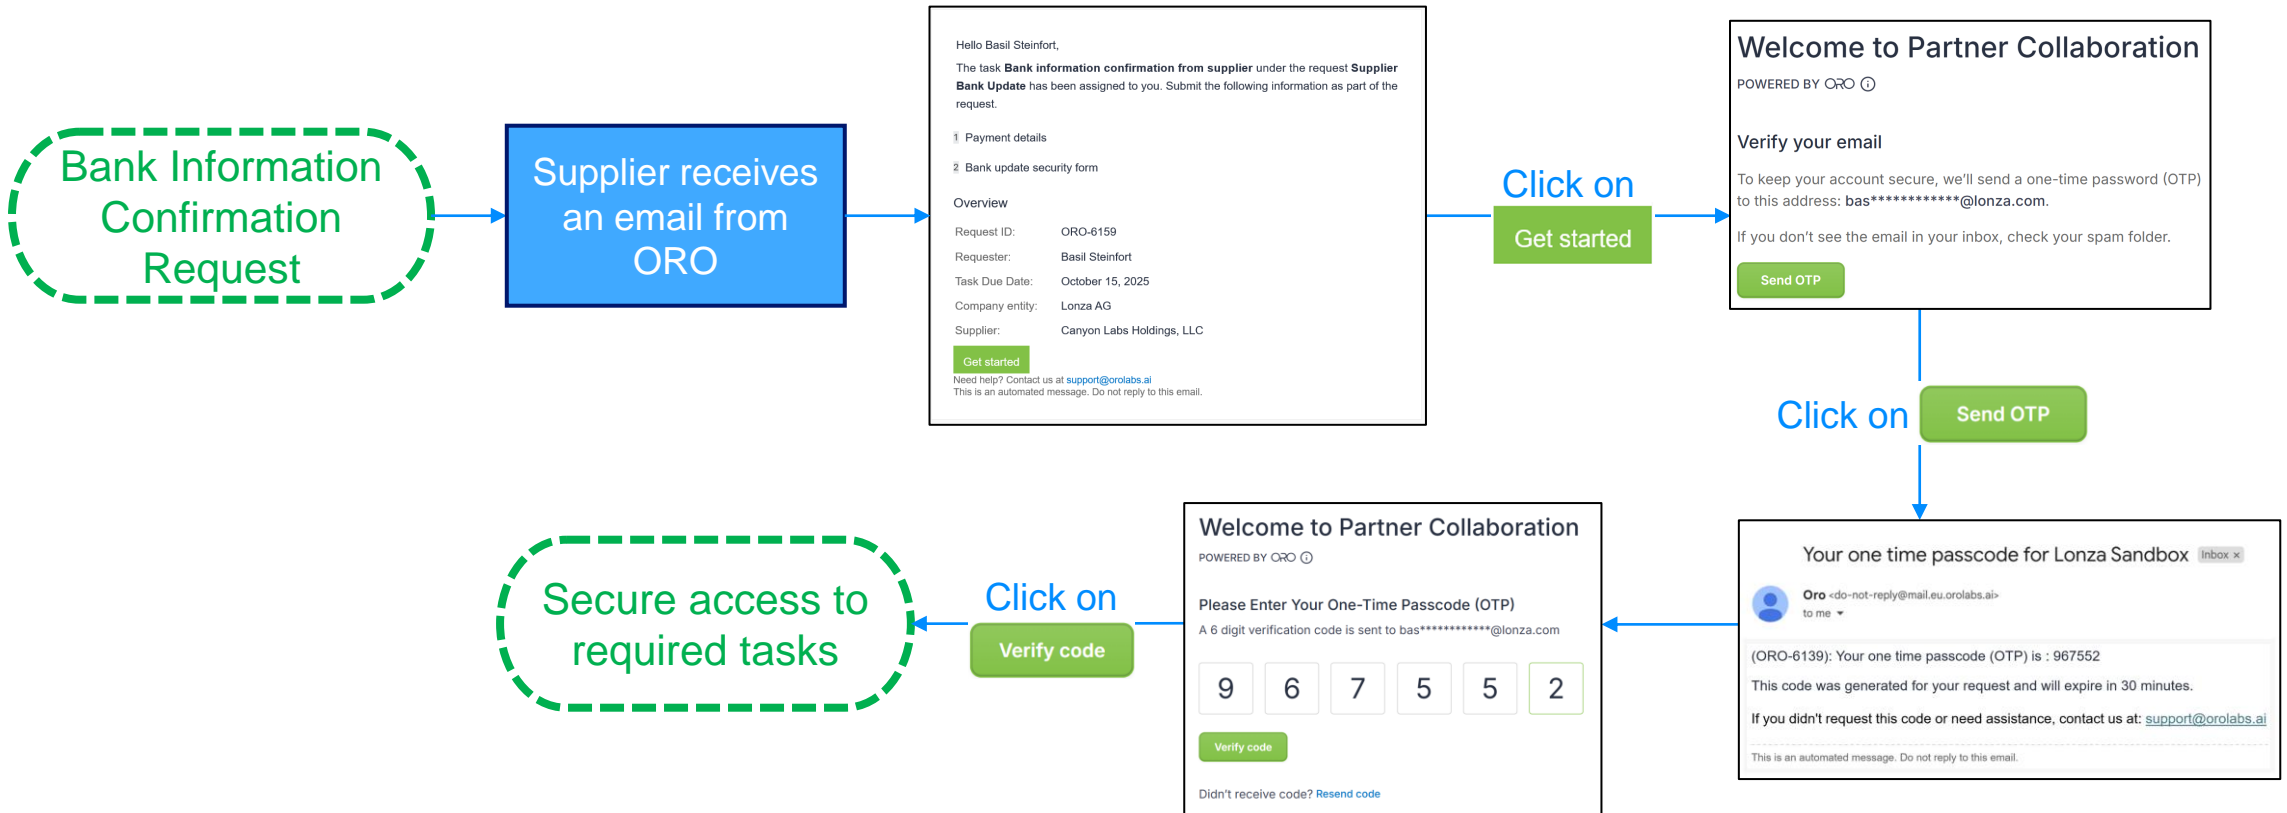 Bank Information
Confirmation
Request
Supplier receives
an email from
ORO
Hello Basil Steinfort,
The task Bank information confirmation from supplier under the request Supplier
Bank Update has been assigned to you. Submit the following information as part of the
request.
1 Payment details
2 Bank update security form
Overview
Request ID: ORO-6159
Requester: Basil Steinfort
Task Due Date: October 15, 2025
Company entity: Lonza AG
Supplier: Canyon Labs Holdings, LLC
Get started
Need help? Contact us at support@orolabs.ai
This is an automated message. Do not reply to this email.
Click on
Get started
Welcome to Partner Collaboration
POWERED BY ORO
Verify your email
To keep your account secure, we'll send a one-time password (OTP)
to this address: bas************@lonza.com.
If you don't see the email in your inbox, check your spam folder.
Send OTP
Click on
Send OTP
Your one time passcode for Lonza Sandbox Inbox ×
Oro <do-not-reply@mail.eu.orolabs.ai>
to me
(ORO-6139): Your one time passcode (OTP) is : 967552
This code was generated for your request and will expire in 30 minutes.
If you didn't request this code or need assistance, contact us at: support@orolabs.ai
This is an automated message. Do not reply to this email.
Welcome to Partner Collaboration
POWERED BY ORO
Please Enter Your One-Time Passcode (OTP)
A 6 digit verification code is sent to bas************@lonza.com
9 6 7 5 5 2
Verify code
Didn't receive code? Resend code
Click on
Verify code
Secure access to
required tasks